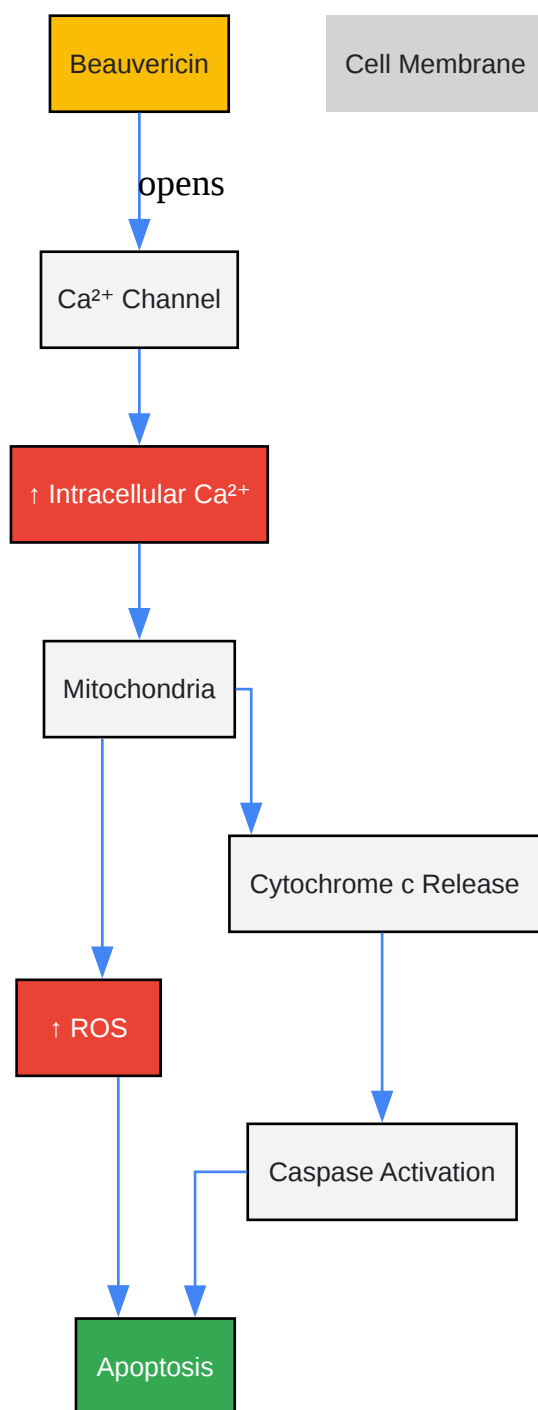 Beauvericin
Cell Membrane
opens
Ca²⁺ Channel
↑ Intracellular Ca²⁺
Mitochondria
Cytochrome c Release
↑ ROS
Caspase Activation
Apoptosis